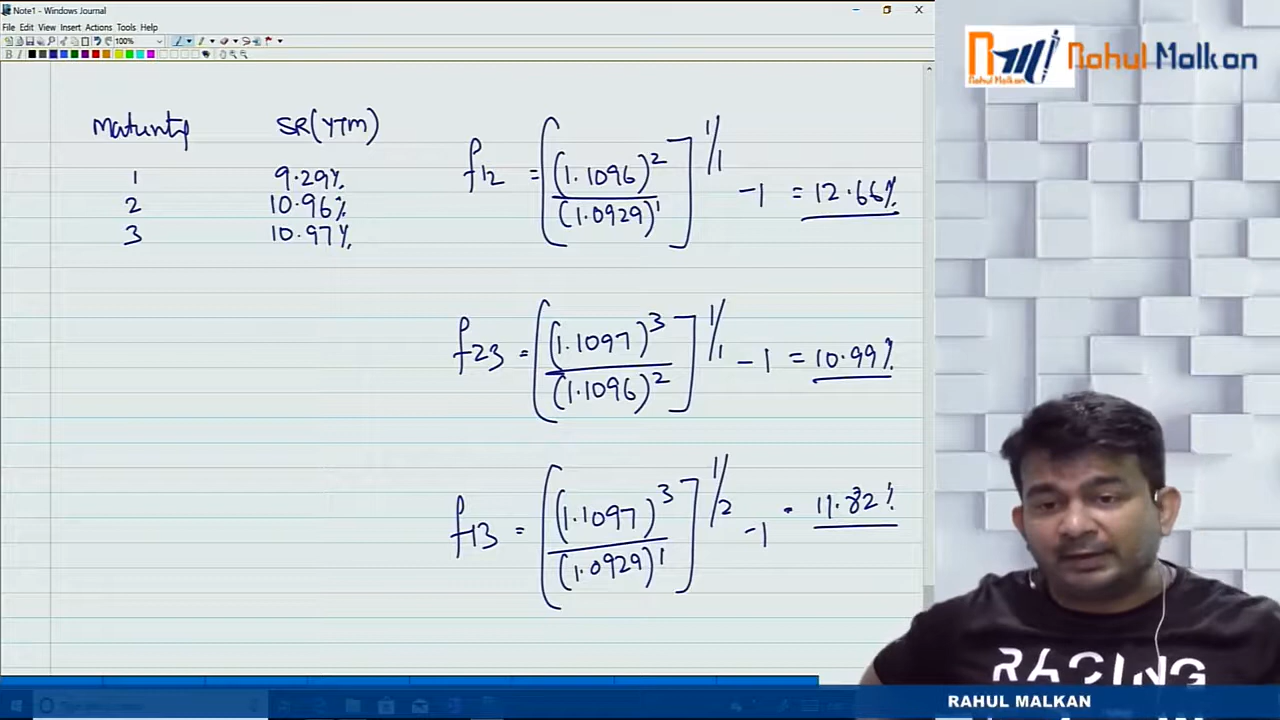 Note1 - Windows Journal
File Edit View Insert Actions Tools Help
100%
Rahul Malkan
Rahul Malkan
Maturity SR(YTM)
1 9.29%
2 10.96%
3 10.97%
f12 = [(1.1096)^2 / (1.0929)^1]^1/1 - 1 = 12.66%
f23 = [(1.1097)^3 / (1.1096)^2]^1/1 - 1 = 10.99%
f13 = [(1.1097)^3 / (1.0929)^1]^1/2 - 1 = 11.82%
RACING
RAHUL MALKAN